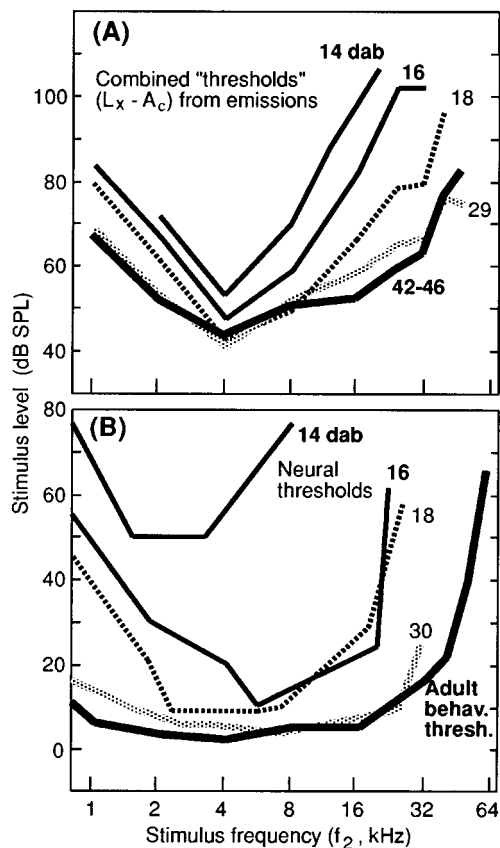 (A)
Combined "thresholds"
(Lx - Ac) from emissions
14 dab
16
18
29
42-46
100
80
60
40
Stimulus level (dB SPL)
(B)
14 dab
Neural
thresholds
16
18
30
Adult
behav.
thresh.
80
60
40
20
0
1 2 4 8 16 32 64
Stimulus frequency (f2, kHz)